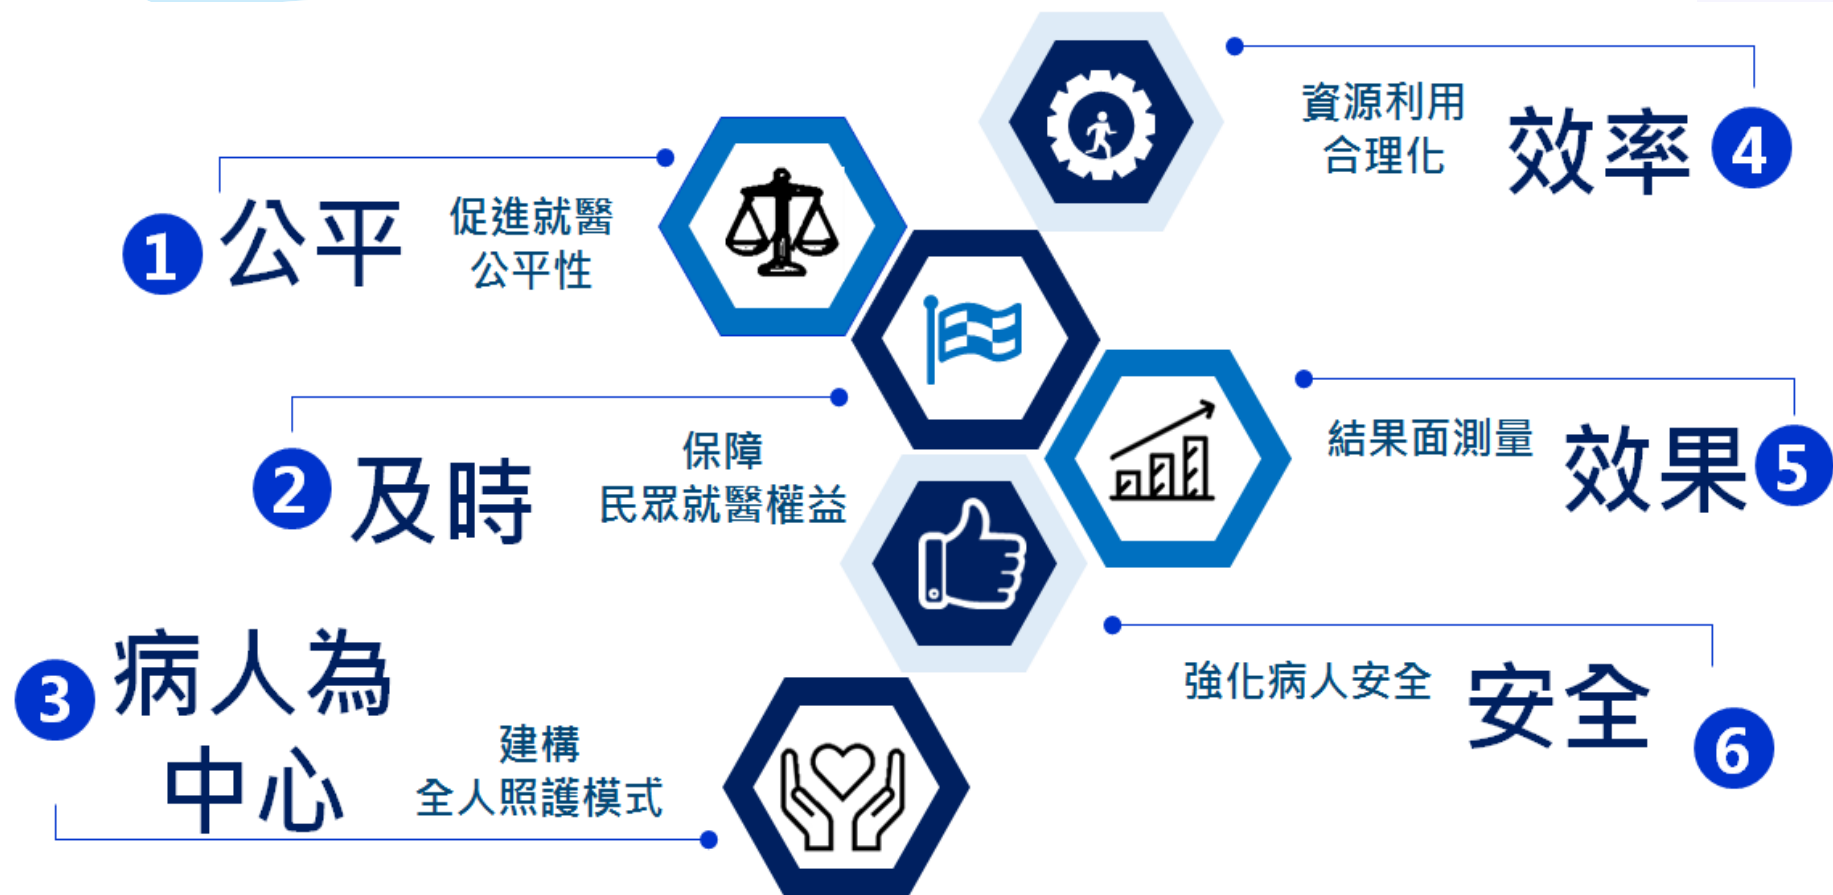 1
公平
促進就醫
公平性
2
及時
保障
民眾就醫權益
3
病人為
中心
建構
全人照護模式
資源利用
合理化
效率
4
結果面測量
效果
5
強化病人安全
安全
6